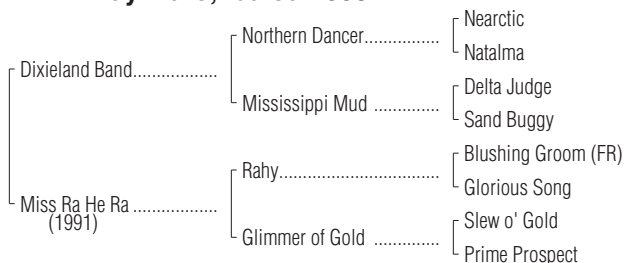 Nearctic
Northern Dancer................
Natalma
Dixieland Band..................
Delta Judge
Mississippi Mud ..............
Sand Buggy
Blushing Groom (FR)
Rahy..................................
Glorious Song
Miss Ra He Ra ..................
(1991)
Slew o' Gold
Glimmer of Gold ..............
Prime Prospect